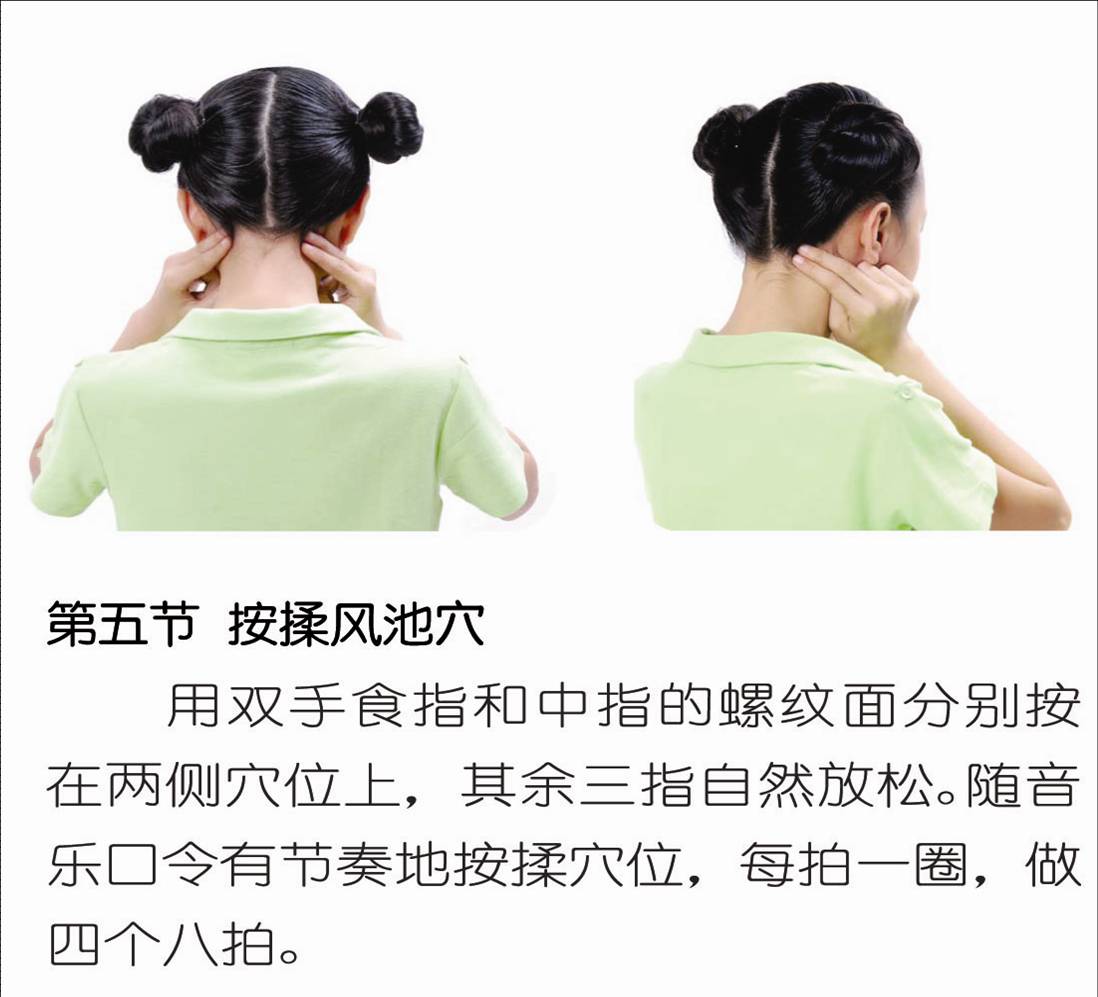 第五节 按揉风池穴
用双手食指和中指的螺纹面分别按
在两侧穴位上，其余三指自然放松。随音
乐口令有节奏地按揉穴位，每拍一圈，做
四个八拍。